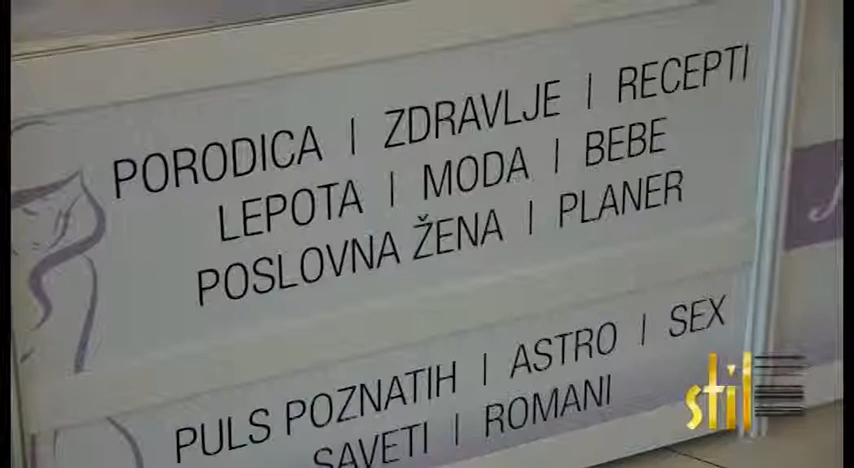 PORODICA | ZDRAVLJE | RECEPTI
LEPOTA | MODA | BEBE
POSLOVNA ŽENA | PLANER
PULS POZNATIH | ASTRO | SEX
SAVETI | ROMANI
stil